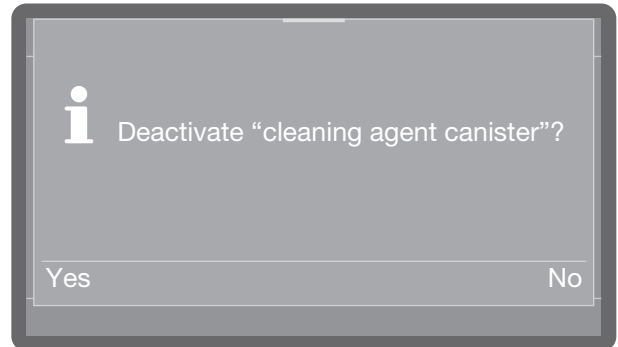 Deactivate “cleaning agent canister”?
Yes
No